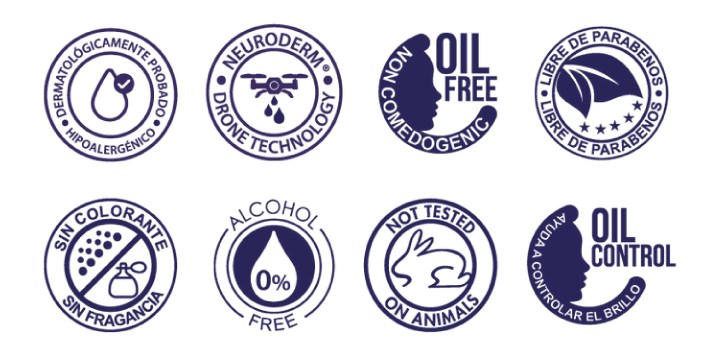 DERMATOLÓGICAMENTE PROBADO
• HIPOALERGÉNICO •
NEURODERM®
• DRONE TECHNOLOGY •
OIL
FREE
NON COMEDOGENIC
• LIBRE DE PARABENOS •
LIBRE DE PARABENOS
SIN COLORANTE
SIN FRAGANCIA
ALCOHOL
0%
FREE
NOT TESTED
ON ANIMALS
OIL
CONTROL
AYUDA A CONTROLAR EL BRILLO